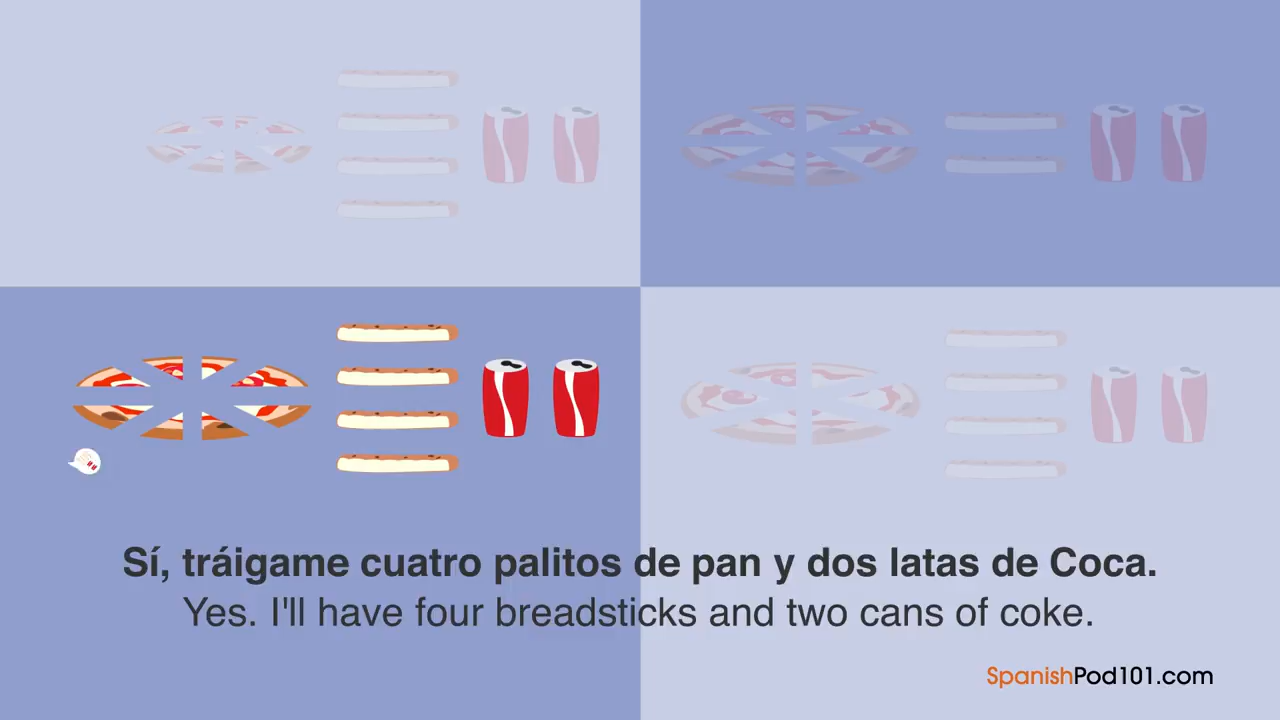 Sí, tráigame cuatro palitos de pan y dos latas de Coca.
Yes. I'll have four breadsticks and two cans of coke.
SpanishPod101.com